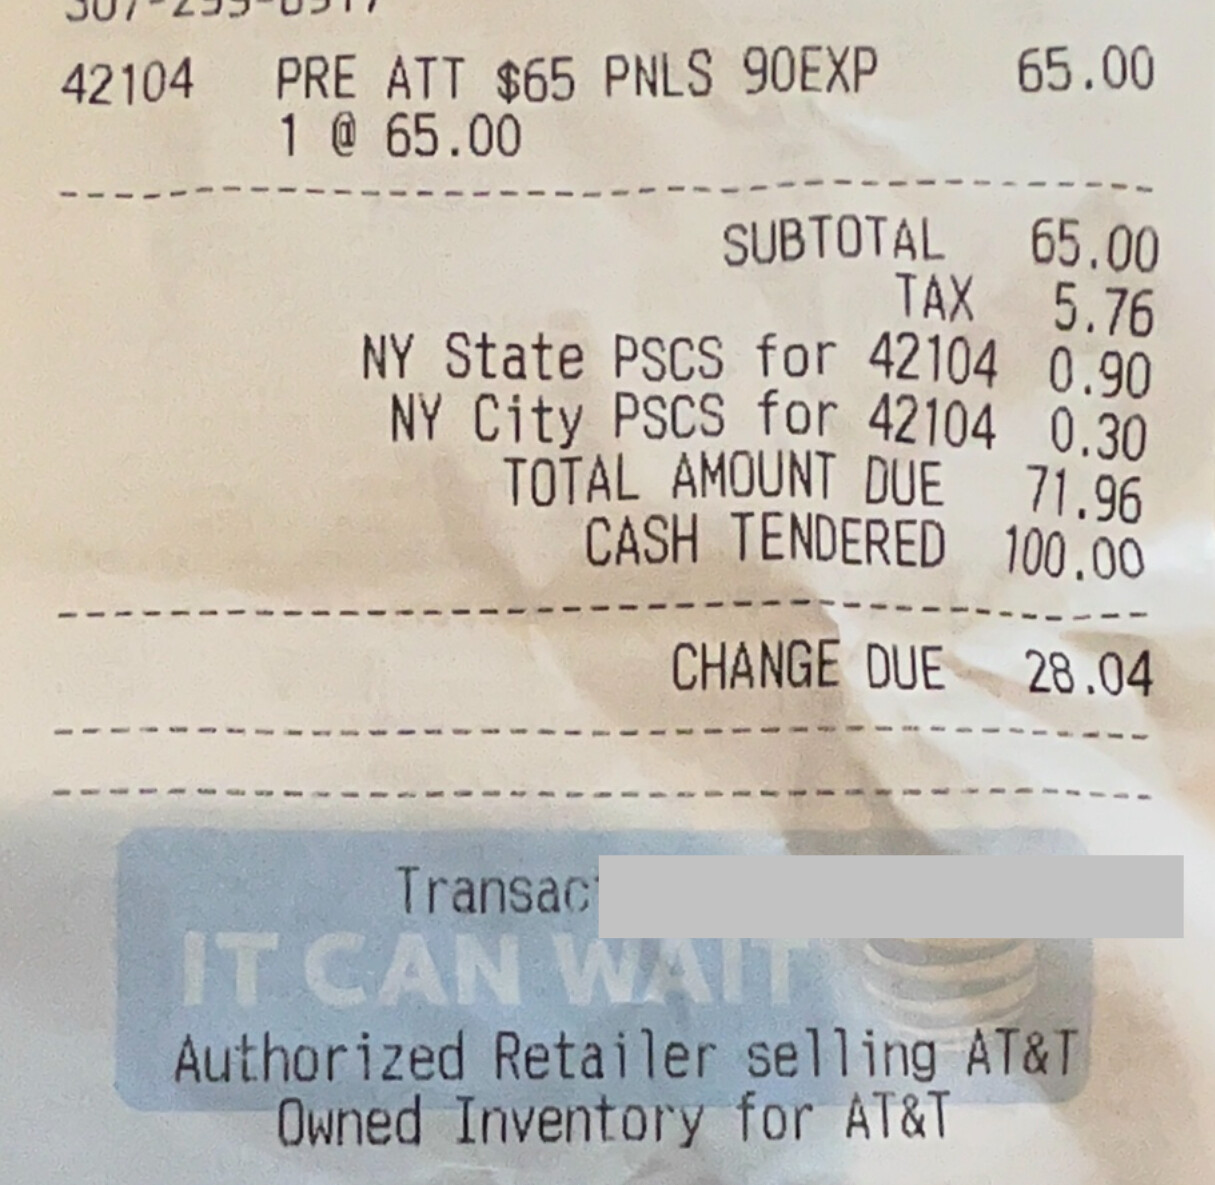 42104 PRE ATT $65 PNLS 90EXP 65.00
1 @ 65.00
SUBTOTAL 65.00
TAX 5.76
NY State PSCS for 42104 0.90
NY City PSCS for 42104 0.30
TOTAL AMOUNT DUE 71.96
CASH TENDERED 100.00
CHANGE DUE 28.04
IT CAN WAIT
Authorized Retailer selling AT&T
Owned Inventory for AT&T